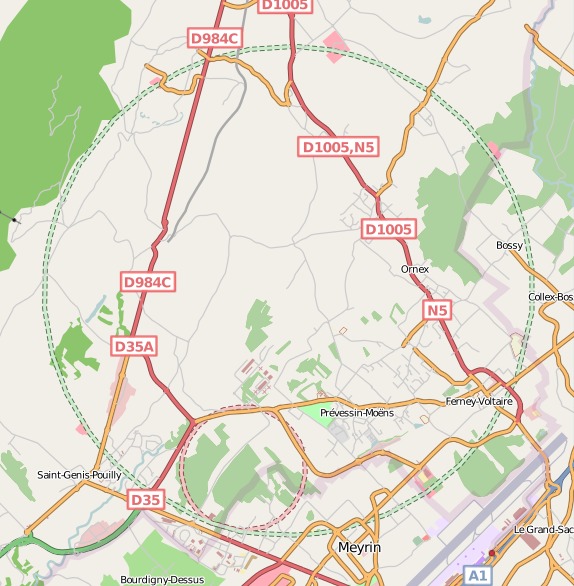 D1005
D984C
D1005,N5
D1005
Bossy
Ornex
D984C
Collex-Bos
N5
D35A
Ferney-Voltaire
Prévessin-Moëns
Saint-Genis-Pouilly
D35
Le Grand-Sac
Meyrin
A1
Bourdigny-Dessus